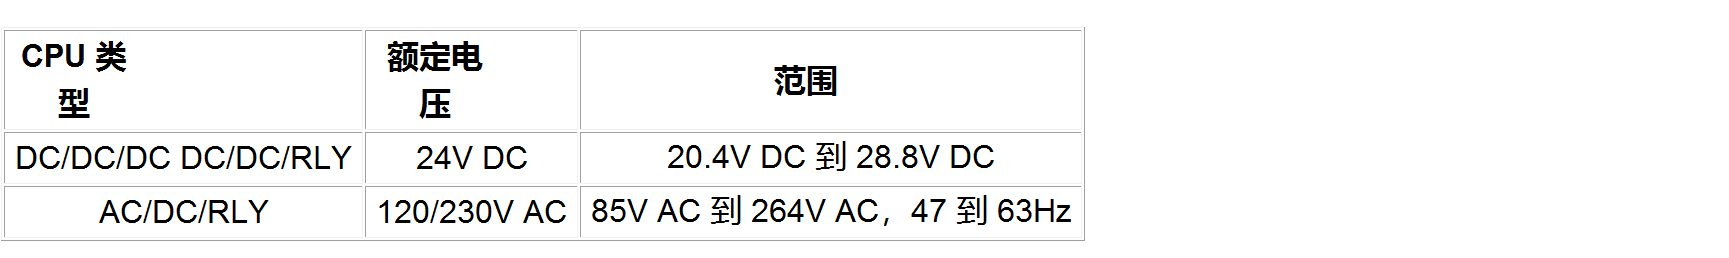 CPU 类
型
额定电
压
范围
DC/DC/DC DC/DC/RLY
24V DC
20.4V DC 到 28.8V DC
AC/DC/RLY
120/230V AC
85V AC 到 264V AC，47 到 63Hz